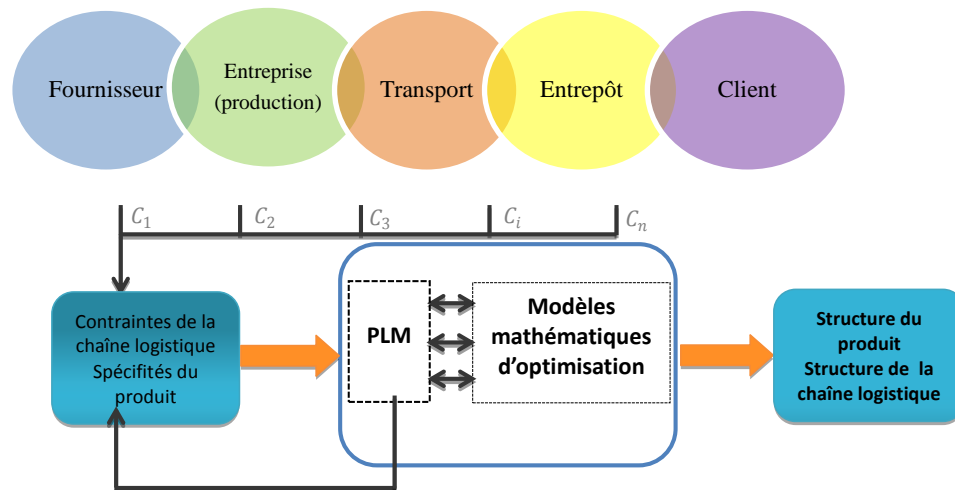 Fournisseur
Entreprise
(production)
Transport
Entrepôt
Client
C₁
C₂
C₃
Cᵢ
Cₙ
Contraintes de la
chaîne logistique
Spécifités du
produit
PLM
Modèles
mathématiques
d'optimisation
Structure du
produit
Structure de la
chaîne logistique